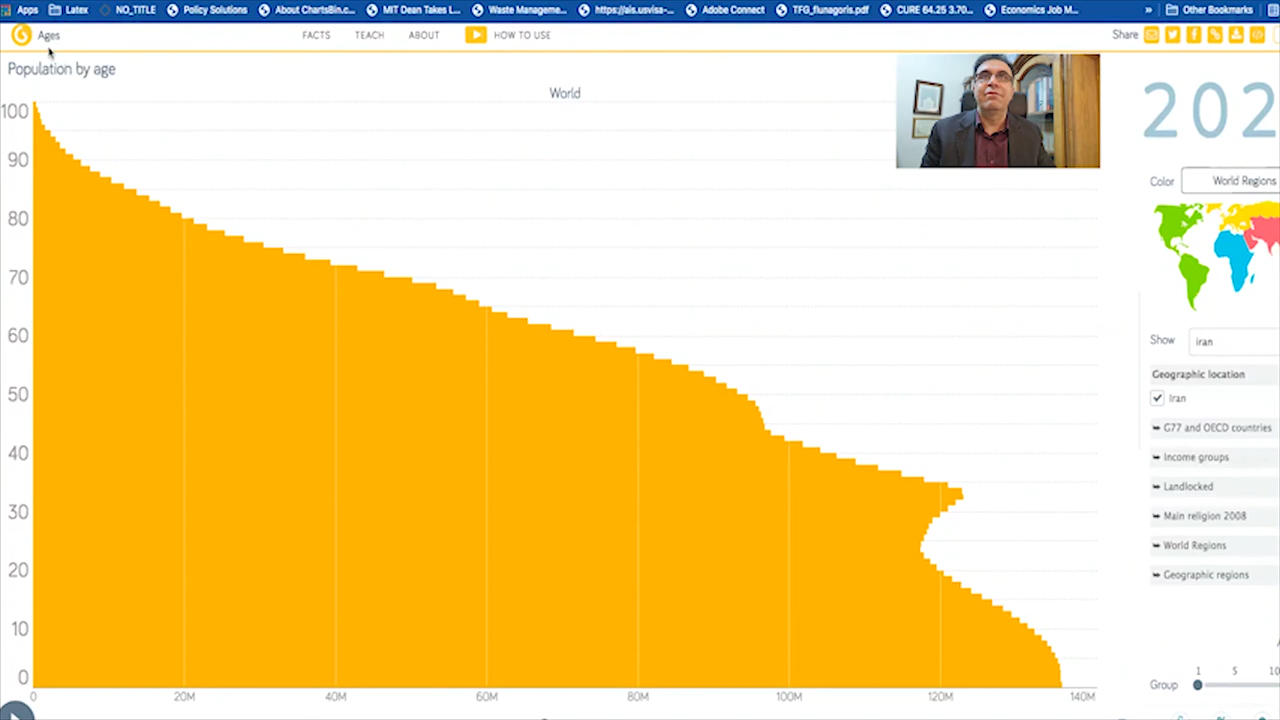 Apps Latex NO_TITLE Policy Solutions About ChartsBin.c... MIT Dean Takes L... Waste Manageme... https://ais.usvisa-... Adobe Connect TFG_flunagoris.pdf CURE 64.25 3.70... Economics Job M... » Other Bookmarks
Ages FACTS TEACH ABOUT HOW TO USE Share
Population by age
World
202
100
90
80
70
60
50
40
30
20
10
0
0 20M 40M 60M 80M 100M 120M 140M
Color World Regions
Show iran
Geographic location
Iran
G77 and OECD countries
Income groups
Landlocked
Main religion 2008
World Regions
Geographic regions
1 5 10
Group